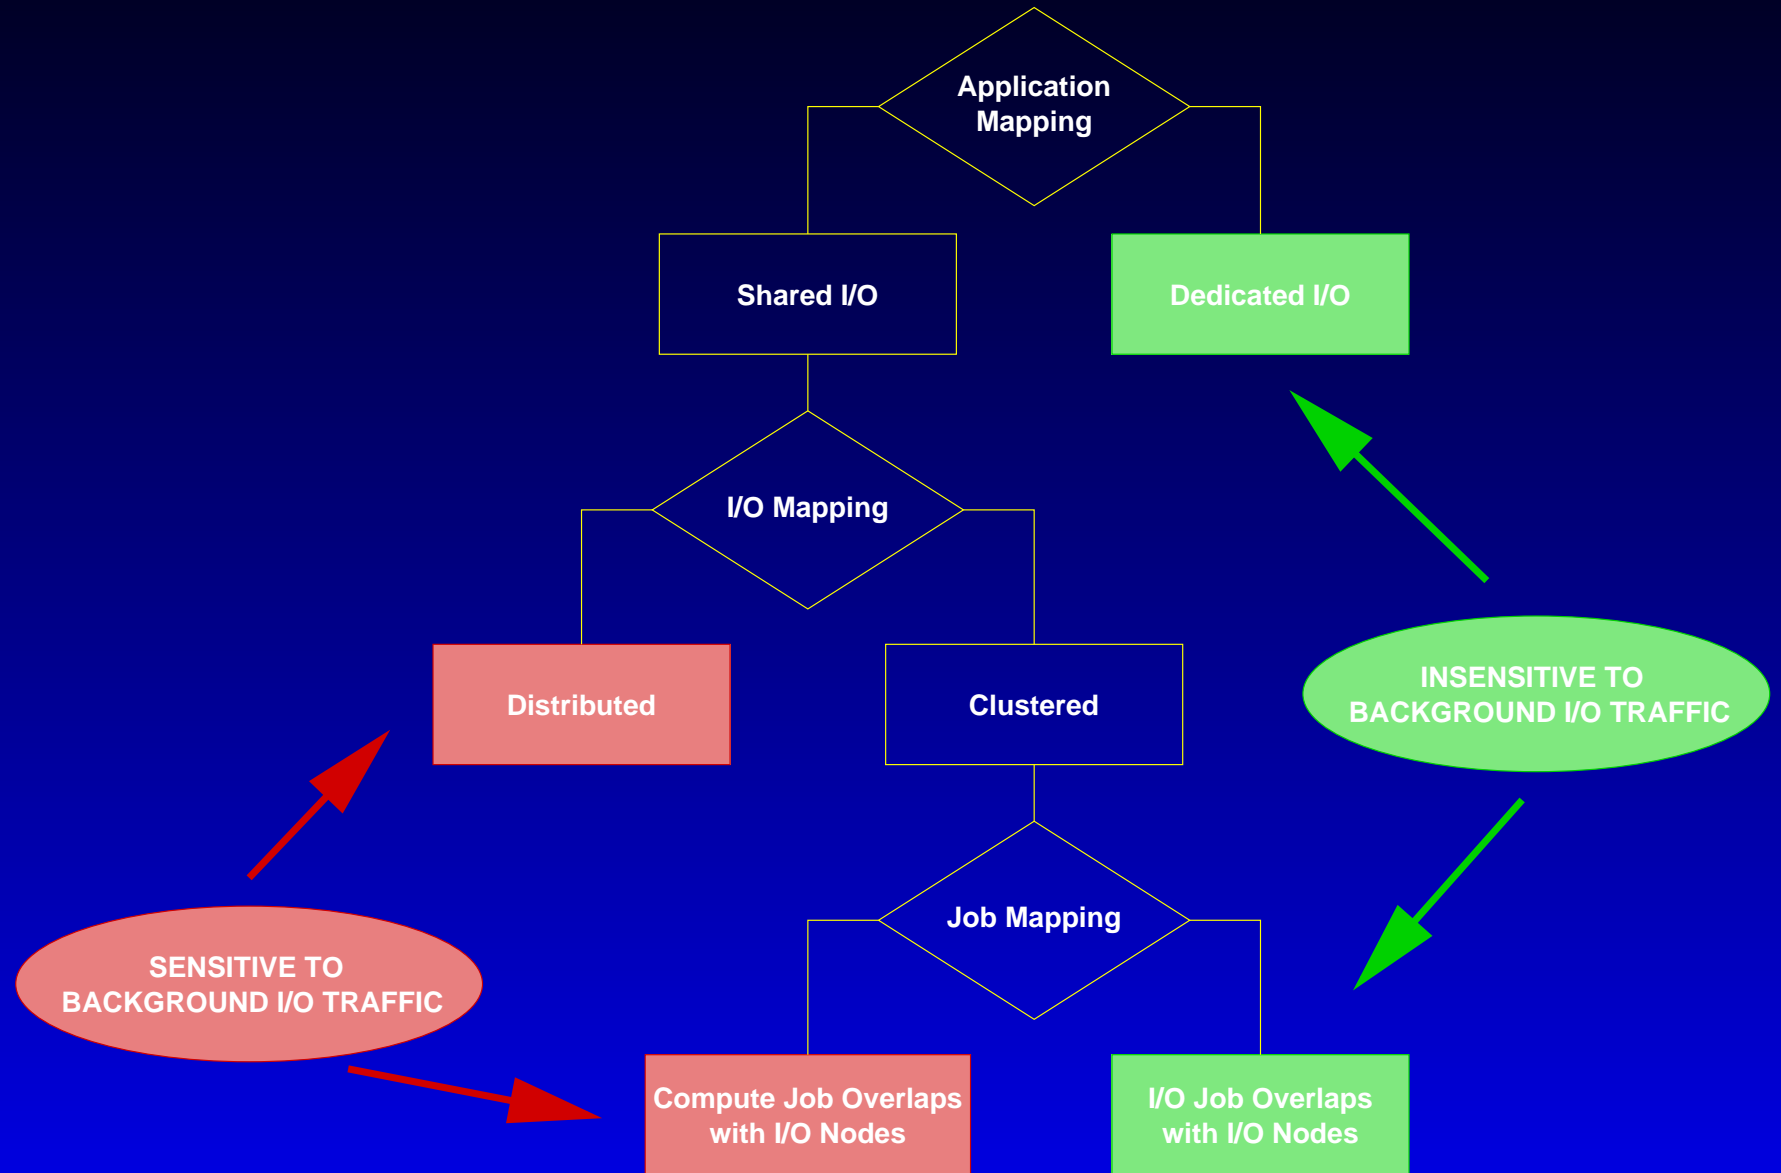 Application
Mapping
Shared I/O
Dedicated I/O
I/O Mapping
Distributed
Clustered
INSENSITIVE TO
BACKGROUND I/O TRAFFIC
Job Mapping
SENSITIVE TO
BACKGROUND I/O TRAFFIC
Compute Job Overlaps
with I/O Nodes
I/O Job Overlaps
with I/O Nodes